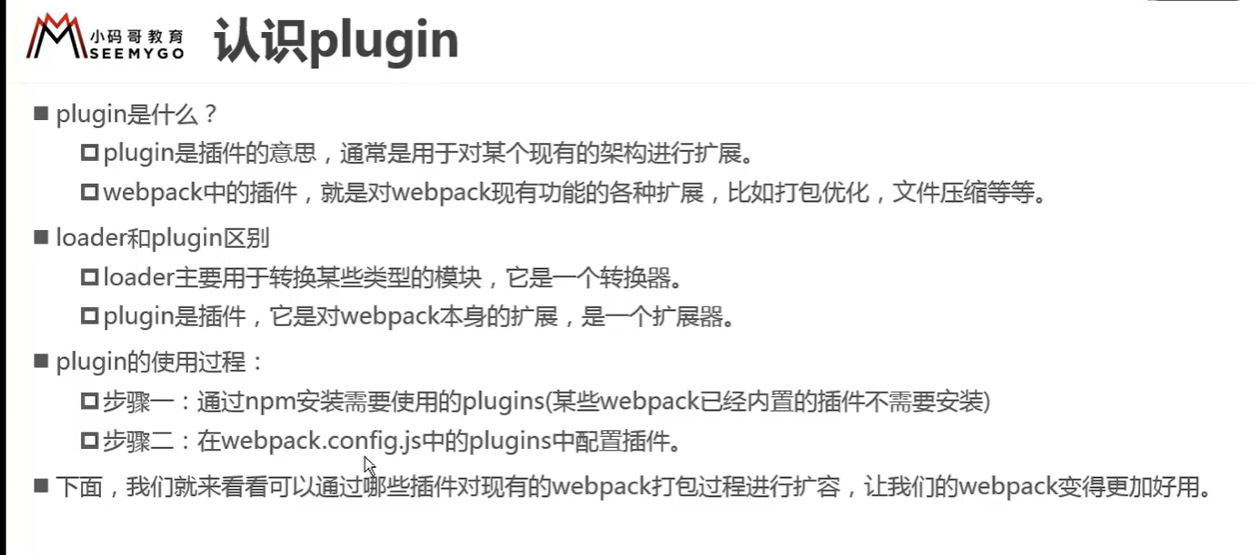 小码哥教育
SEEMYGO
认识plugin
plugin是什么？
plugin是插件的意思，通常是用于对某个现有的架构进行扩展。
webpack中的插件，就是对webpack现有功能的各种扩展，比如打包优化，文件压缩等等。
loader和plugin区别
loader主要用于转换某些类型的模块，它是一个转换器。
plugin是插件，它是对webpack本身的扩展，是一个扩展器。
plugin的使用过程：
步骤一：通过npm安装需要使用的plugins(某些webpack已经内置的插件不需要安装)
步骤二：在webpack.config.js中的plugins中配置插件。
下面，我们就来看看可以通过哪些插件对现有的webpack打包过程进行扩容，让我们的webpack变得更加好用。